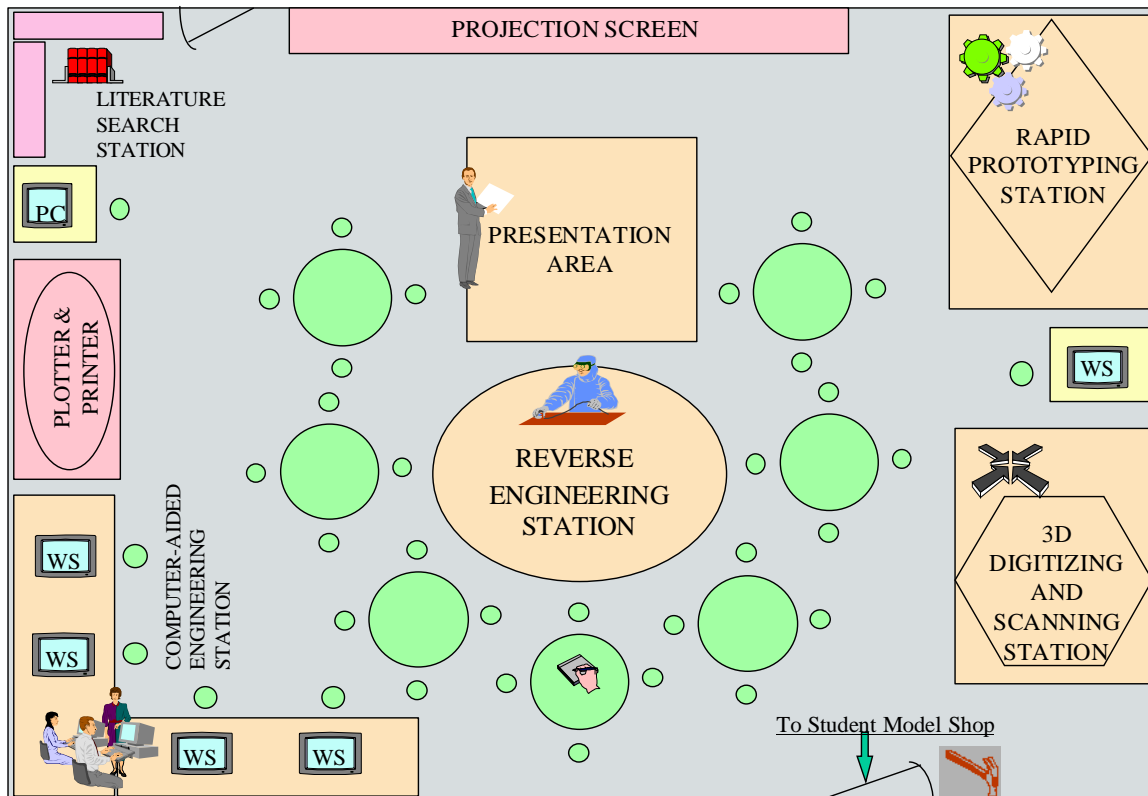 PROJECTION SCREEN
LITERATURE
SEARCH
STATION
RAPID
PROTOTYPING
STATION
PC
PRESENTATION
AREA
PLOTTER &
PRINTER
WS
REVERSE
ENGINEERING
STATION
COMPUTER-AIDED
ENGINEERING
STATION
WS
WS
WS
WS
3D
DIGITIZING
AND
SCANNING
STATION
To Student Model Shop